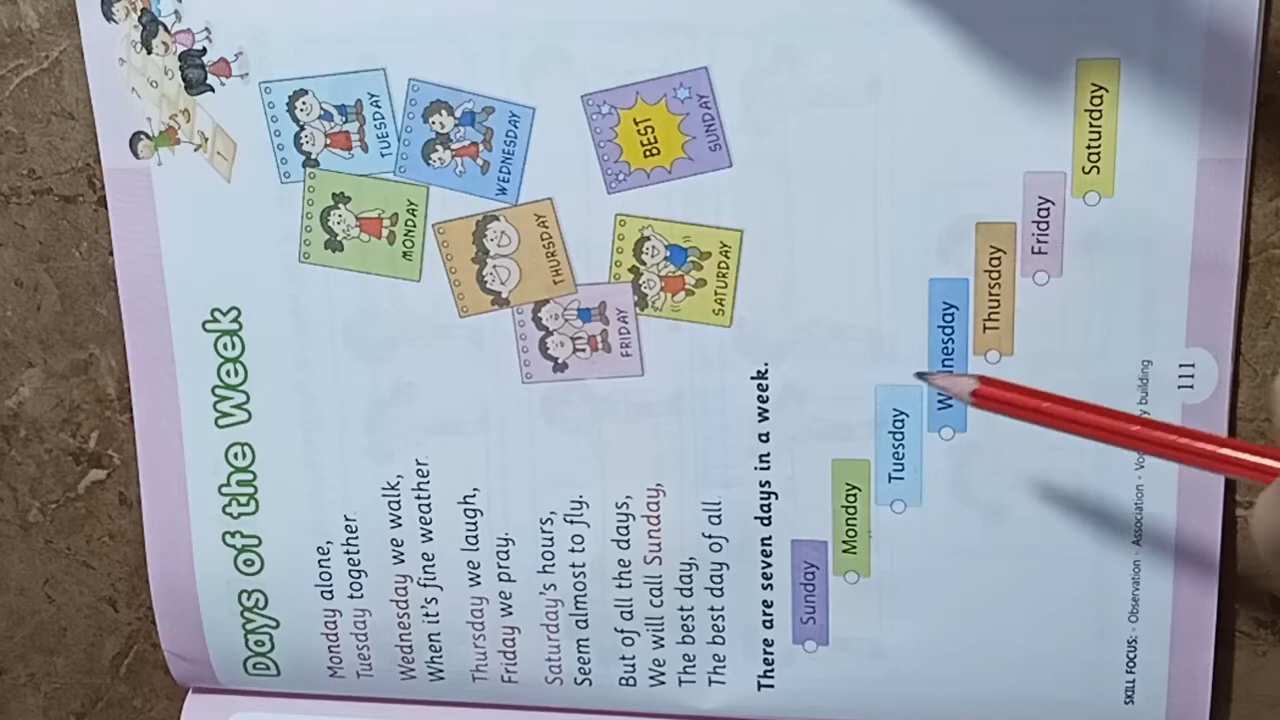 Days of the Week
Monday alone,
Tuesday together.
Wednesday we walk,
When it's fine weather.
Thursday we laugh,
Friday we pray.
Saturday's hours,
Seem almost to fly.
But of all the days,
We will call Sunday,
The best day,
The best day of all.
MONDAY
TUESDAY
WEDNESDAY
THURSDAY
FRIDAY
SATURDAY
BEST
SUNDAY
There are seven days in a week.
Sunday
Monday
Tuesday
Thursday
Friday
Saturday
SKILL FOCUS: • Observation • Association • building
111